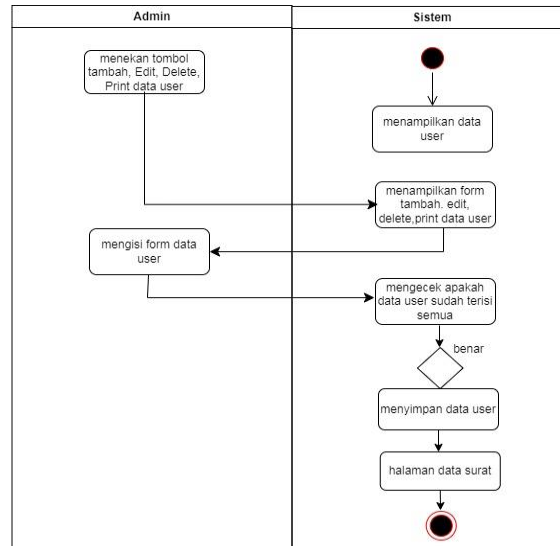 Admin
Sistem
menekan tombol
tambah, Edit, Delete,
Print data user
menampilkan data
user
menampilkan form
tambah. edit,
delete,print data user
mengisi form data
user
mengecek apakah
data user sudah terisi
semua
benar
menyimpan data user
halaman data surat